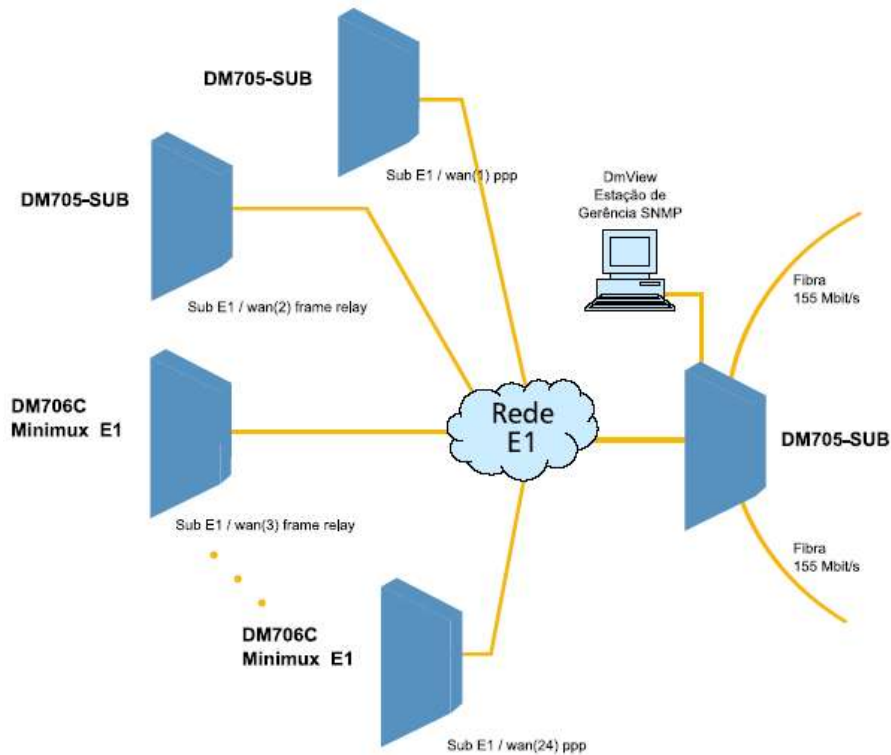 DM705-SUB
Sub E1 / wan(1) ppp
DM705-SUB
Sub E1 / wan(2) frame relay
DmView
Estação de
Gerência SNMP
Fibra
155 Mbit/s
DM706C
Minimux E1
Sub E1 / wan(3) frame relay
Rede
E1
DM705-SUB
Fibra
155 Mbit/s
DM706C
Minimux E1
Sub E1 / wan(24) ppp